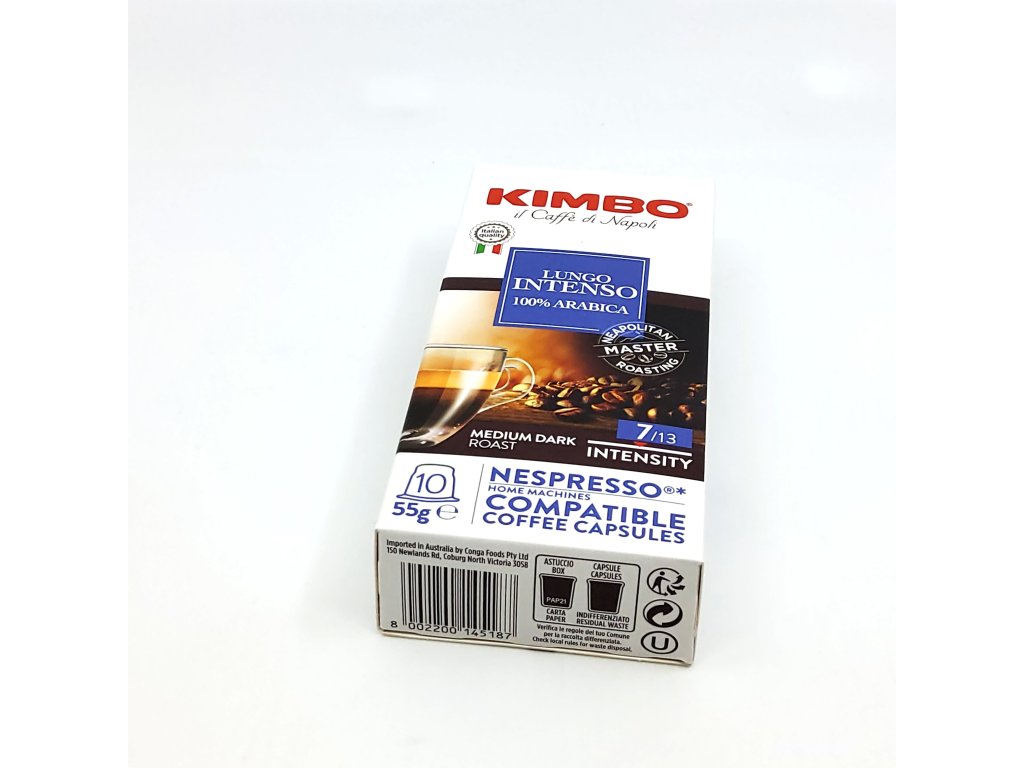 KIMBO®
il Caffè di Napoli
Italian
quality
LUNGO
INTENSO
100% ARABICA
NEAPOLITAN
MASTER
ROASTING
MEDIUM DARK
ROAST
7/13
INTENSITY
10
55g ℮
NESPRESSO®*
HOME MACHINES
COMPATIBLE
COFFEE CAPSULES
Imported in Australia by Conga Foods Pty Ltd
150 Newlands Rd, Coburg North Victoria 3058
8 002200 145187
ASTUCCIO
BOX
PAP21
CARTA
PAPER
CAPSULE
CAPSULES
INDIFFERENZIATO
RESIDUAL WASTE
Verifica le regole del tuo Comune
per la raccolta differenziata.
Check local rules for waste disposal.
U